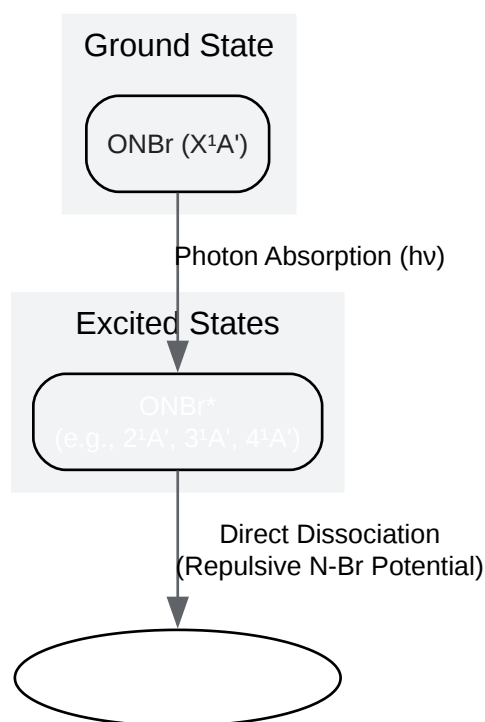 Ground State
ONBr (X¹A')
Photon Absorption (hν)
Excited States
ONBr*
(e.g., 2¹A', 3¹A', 4¹A')
Direct Dissociation
(Repulsive N-Br Potential)